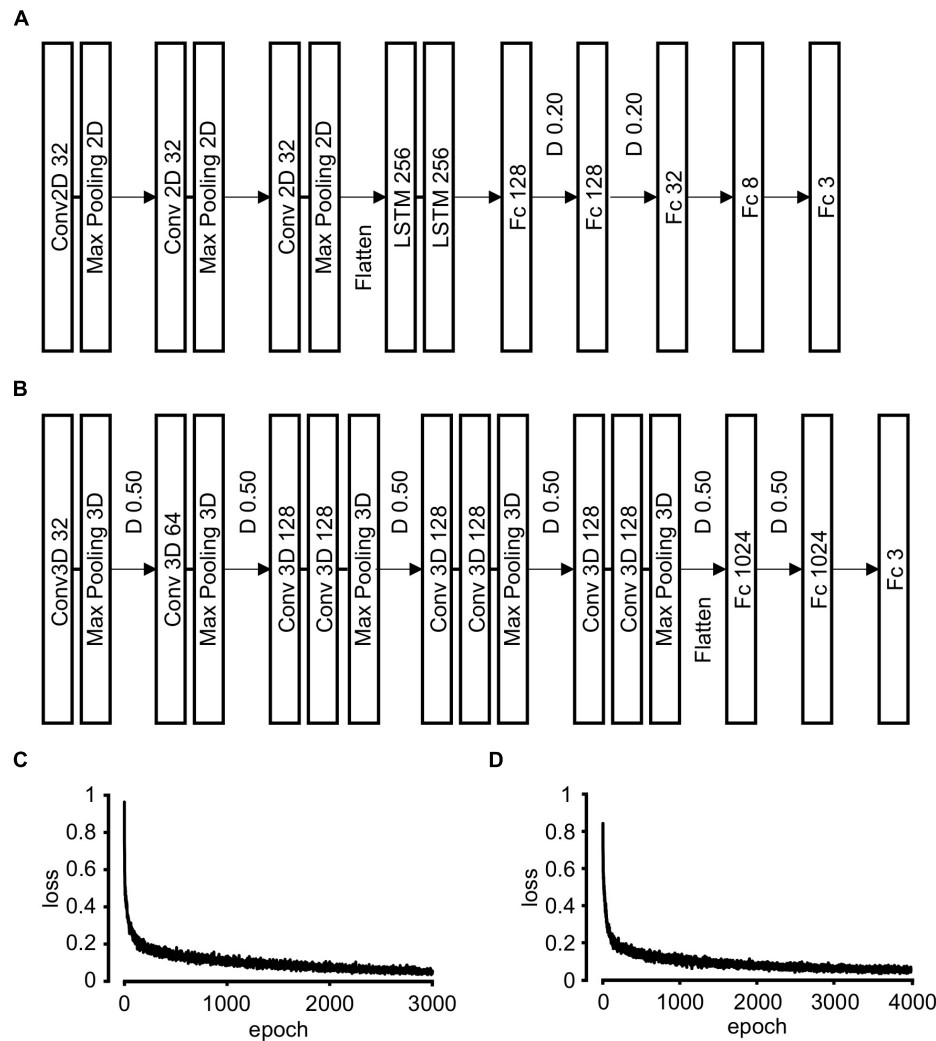 A
Conv2D 32
Max Pooling 2D
Conv 2D 32
Max Pooling 2D
Conv 2D 32
Max Pooling 2D
Flatten
LSTM 256
LSTM 256
Fc 128
D 0.20
Fc 128
D 0.20
Fc 32
Fc 8
Fc 3
B
Conv3D 32
Max Pooling 3D
D 0.50
Conv 3D 64
Max Pooling 3D
D 0.50
Conv 3D 128
Conv 3D 128
Max Pooling 3D
D 0.50
Conv 3D 128
Conv 3D 128
Max Pooling 3D
D 0.50
Conv 3D 128
Conv 3D 128
Max Pooling 3D
D 0.50
Flatten
Fc 1024
D 0.50
Fc 1024
Fc 3
C
loss
1
0.8
0.6
0.4
0.2
0
0 1000 2000 3000
epoch
D
loss
1
0.8
0.6
0.4
0.2
0
0 1000 2000 3000 4000
epoch